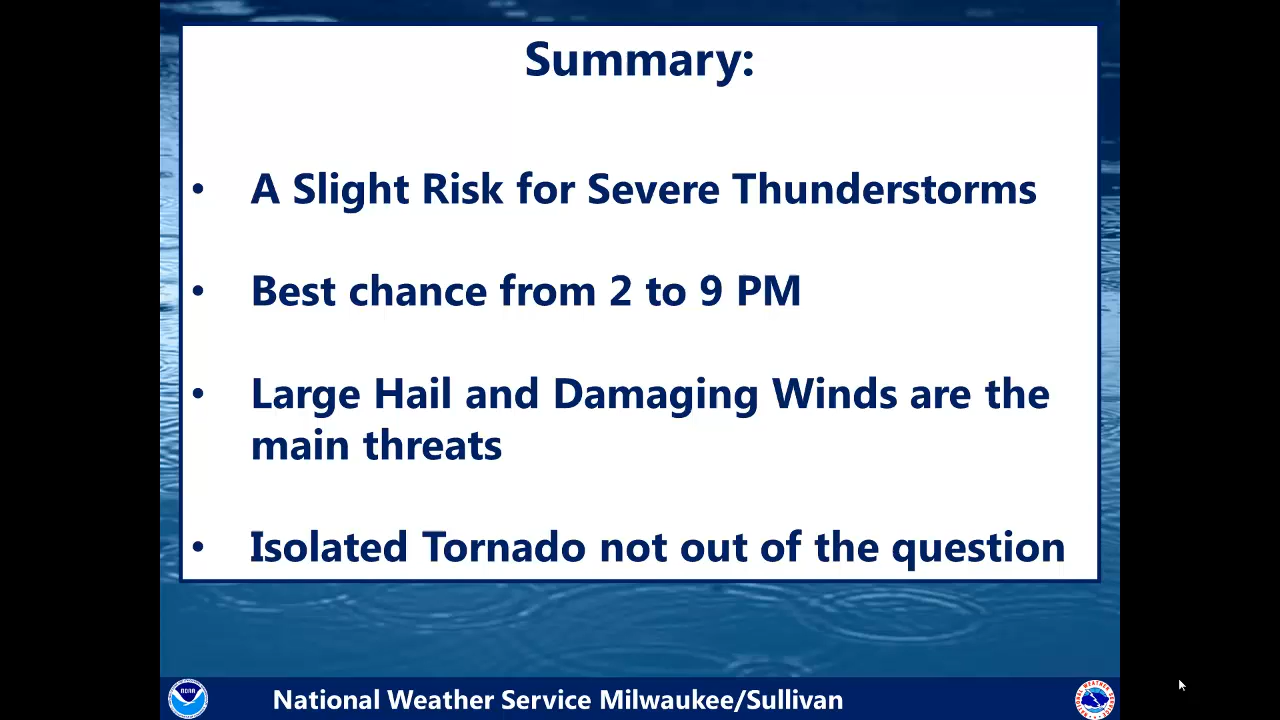 Summary:
• A Slight Risk for Severe Thunderstorms
• Best chance from 2 to 9 PM
• Large Hail and Damaging Winds are the
main threats
• Isolated Tornado not out of the question
NOAA
National Weather Service Milwaukee/Sullivan